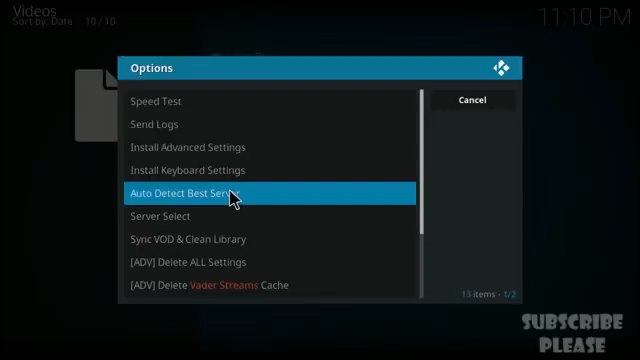 Videos
Sort by: Date 10 / 10
11:10 PM
Options
Speed Test
Send Logs
Install Advanced Settings
Install Keyboard Settings
Auto Detect Best Server
Server Select
Sync VOD & Clean Library
[ADV] Delete ALL Settings
[ADV] Delete Vader Streams Cache
Cancel
13 items - 1/2
SUBSCRIBE
PLEASE